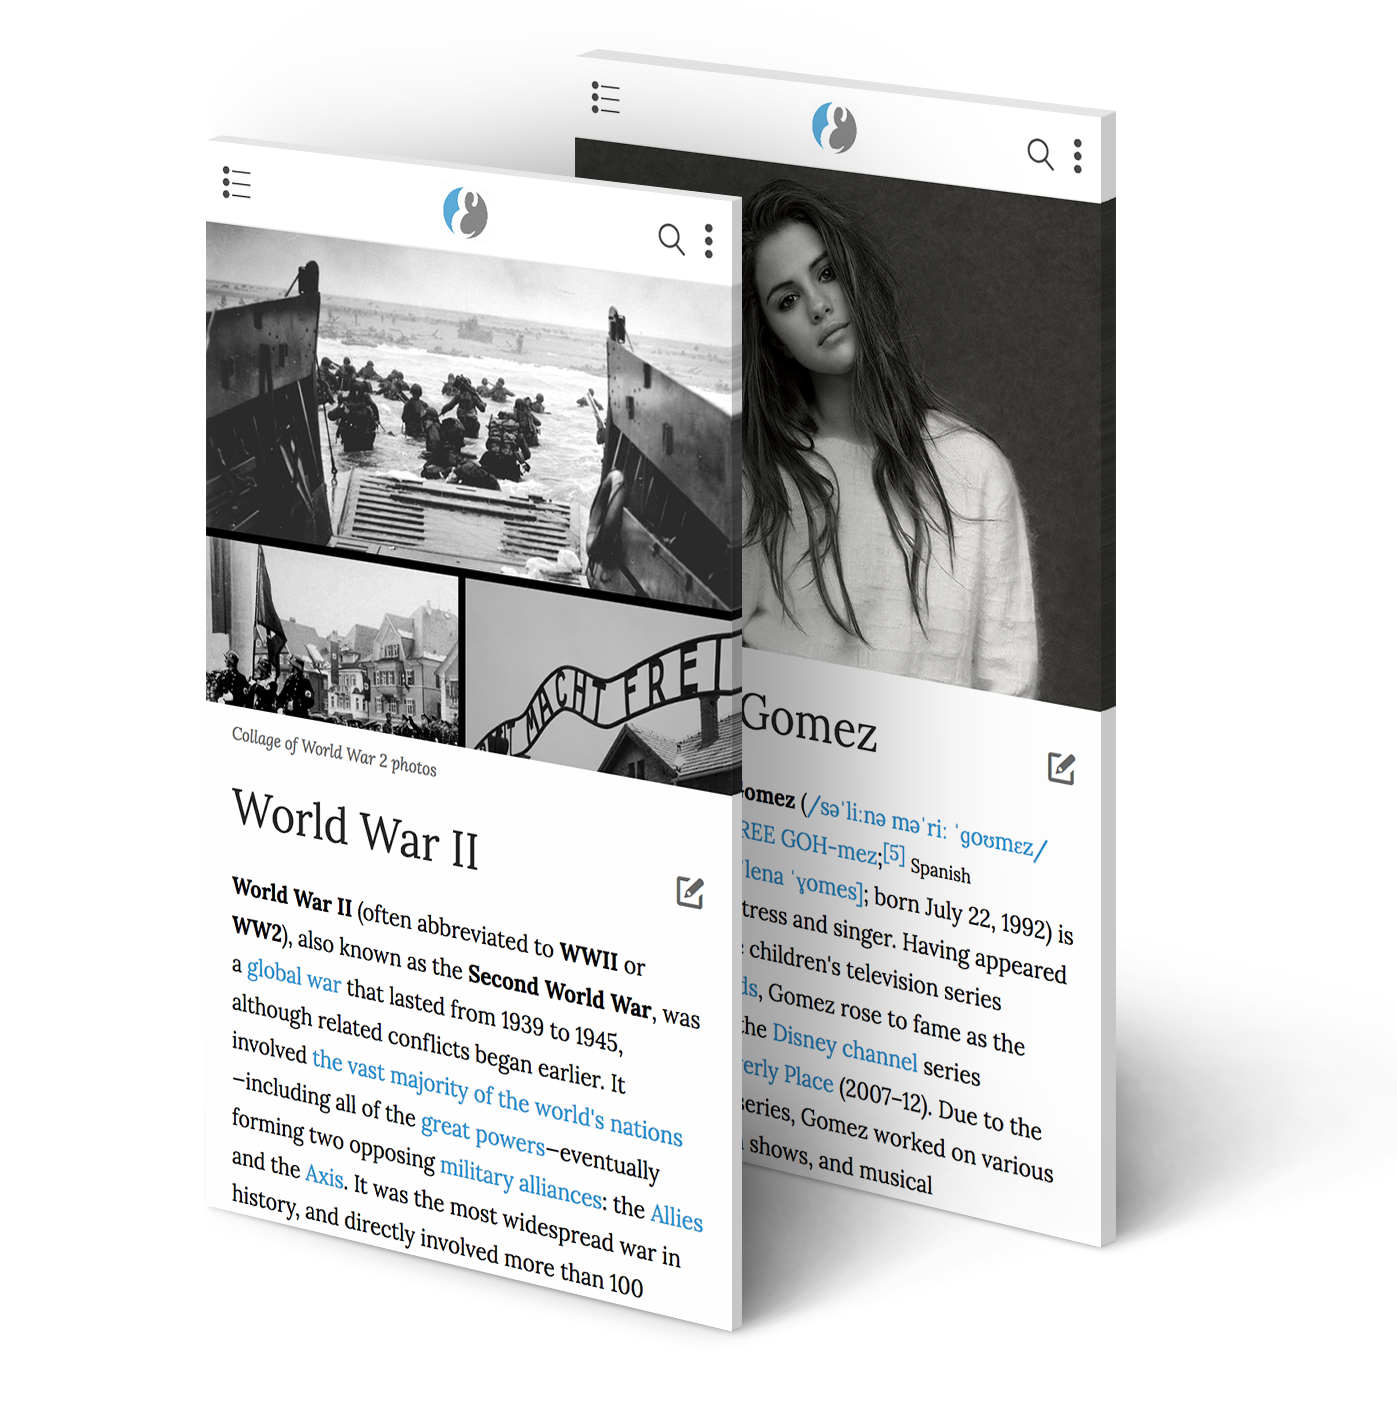 MACHT FREI
Collage of World War 2 photos
World War II
World War II (often abbreviated to WWII or
WW2), also known as the Second World War, was
a global war that lasted from 1939 to 1945,
although related conflicts began earlier. It
involved the vast majority of the world's nations
—including all of the great powers—eventually
forming two opposing military alliances: the Allies
and the Axis. It was the most widespread war in
history, and directly involved more than 100
Gomez
omez (/səˈliːnə məˈriː ˈɡoʊmɛz/
REE GOH-mez;[5] Spanish
ˈlena ˈɣomes]; born July 22, 1992) is
tress and singer. Having appeared
children's television series
ds, Gomez rose to fame as the
the Disney channel series
erly Place (2007–12). Due to the
series, Gomez worked on various
shows, and musical